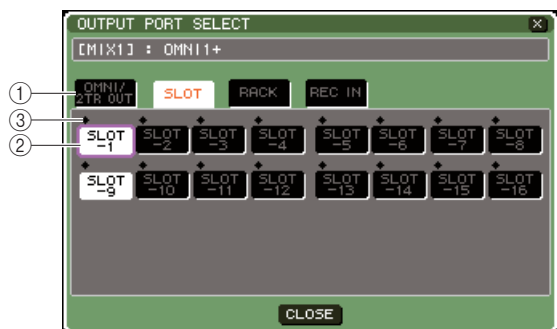 OUTPUT PORT SELECT X
[MIX1] : OMNI1+
① OMNI/2TR OUT SLOT RACK REC IN
③
② SLOT-1 SLOT-2 SLOT-3 SLOT-4 SLOT-5 SLOT-6 SLOT-7 SLOT-8
SLOT-9 SLOT-10 SLOT-11 SLOT-12 SLOT-13 SLOT-14 SLOT-15 SLOT-16
CLOSE